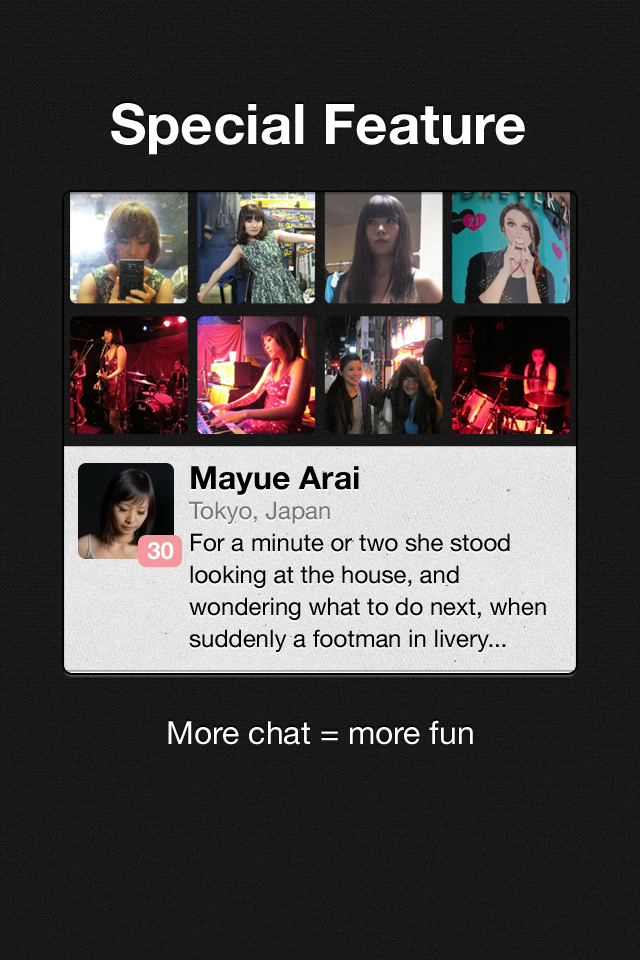 Special Feature
21
Mayue Arai
Tokyo, Japan
30
For a minute or two she stood
looking at the house, and
wondering what to do next, when
suddenly a footman in livery...
More chat = more fun